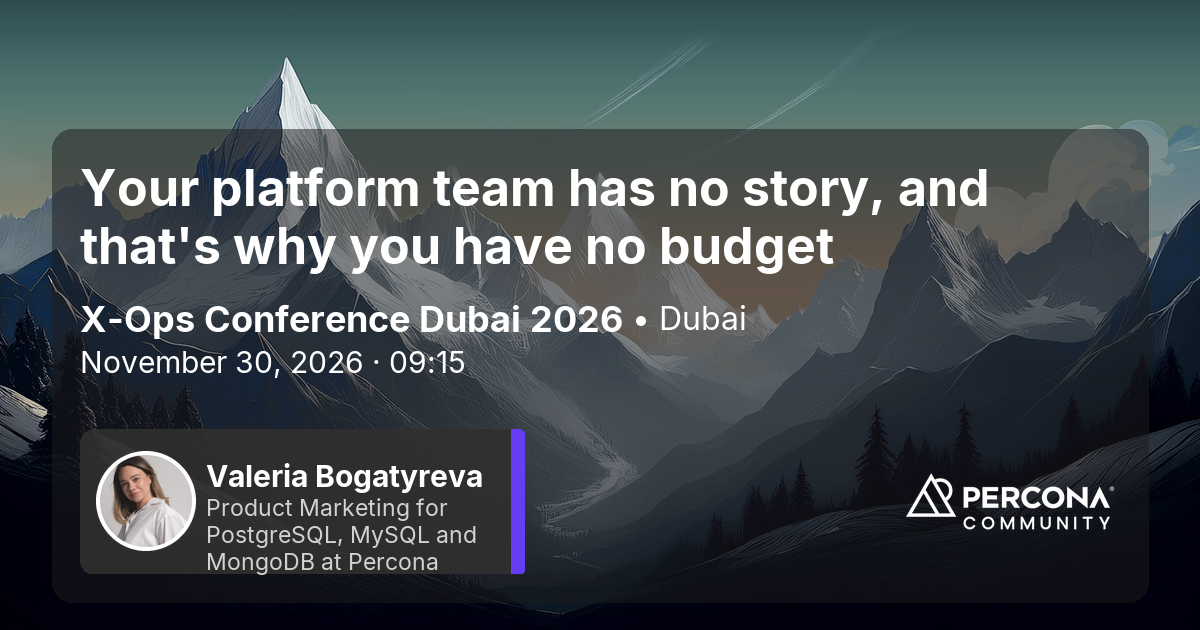 Your platform team has no story, and
that's why you have no budget
X-Ops Conference Dubai 2026 • Dubai
November 30, 2026 · 09:15
Valeria Bogatyreva
Product Marketing for
PostgreSQL, MySQL and
MongoDB at Percona
PERCONA®
COMMUNITY